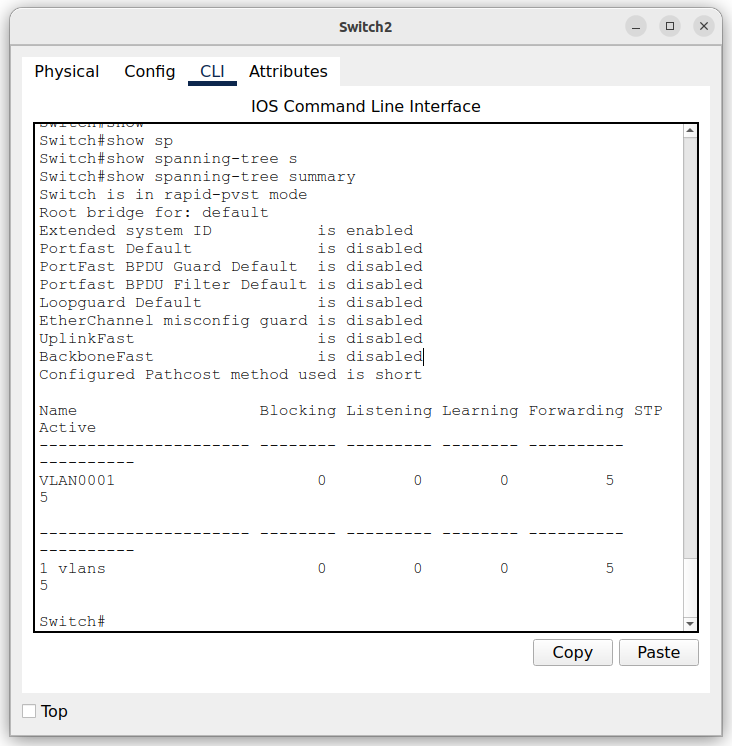 Switch2
Physical Config CLI Attributes
IOS Command Line Interface
Switch#show
Switch#show sp
Switch#show spanning-tree s
Switch#show spanning-tree summary
Switch is in rapid-pvst mode
Root bridge for: default
Extended system ID           is enabled
Portfast Default             is disabled
PortFast BPDU Guard Default  is disabled
Portfast BPDU Filter Default is disabled
Loopguard Default            is disabled
EtherChannel misconfig guard is disabled
UplinkFast                   is disabled
BackboneFast                 is disabled
Configured Pathcost method used is short
Name                   Blocking Listening Learning Forwarding STP
Active
---------------------- -------- --------- -------- ----------
----------
VLAN0001                     0         0        0          5
5
---------------------- -------- --------- -------- ----------
----------
1 vlans                      0         0        0          5
5
Switch#
Copy Paste
Top